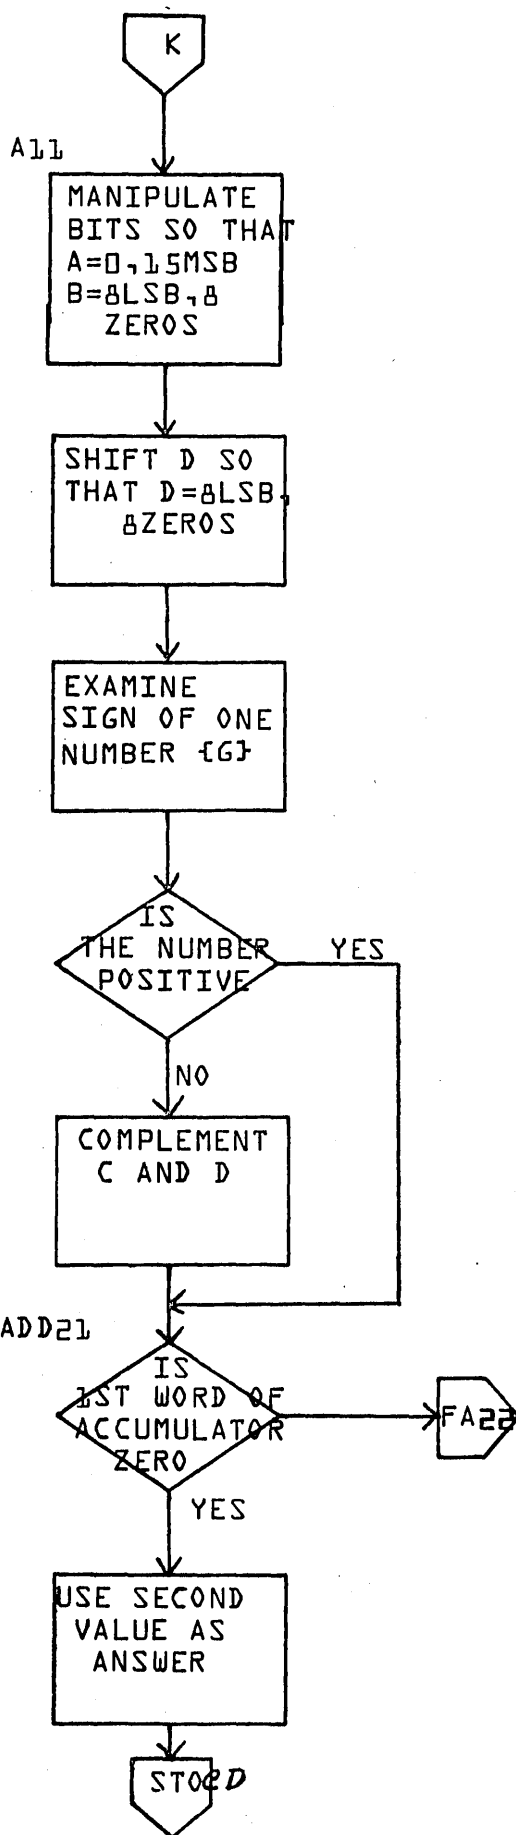 K
A11
MANIPULATE
BITS SO THAT
A=0,15MSB
B=8LSB,8
ZEROS
SHIFT D SO
THAT D=8LSB,
8ZEROS
EXAMINE
SIGN OF ONE
NUMBER {G}
IS
THE NUMBER
POSITIVE
YES
NO
COMPLEMENT
C AND D
ADD21
IS
1ST WORD OF
ACCUMULATOR
ZERO
FA22
YES
USE SECOND
VALUE AS
ANSWER
STOCD